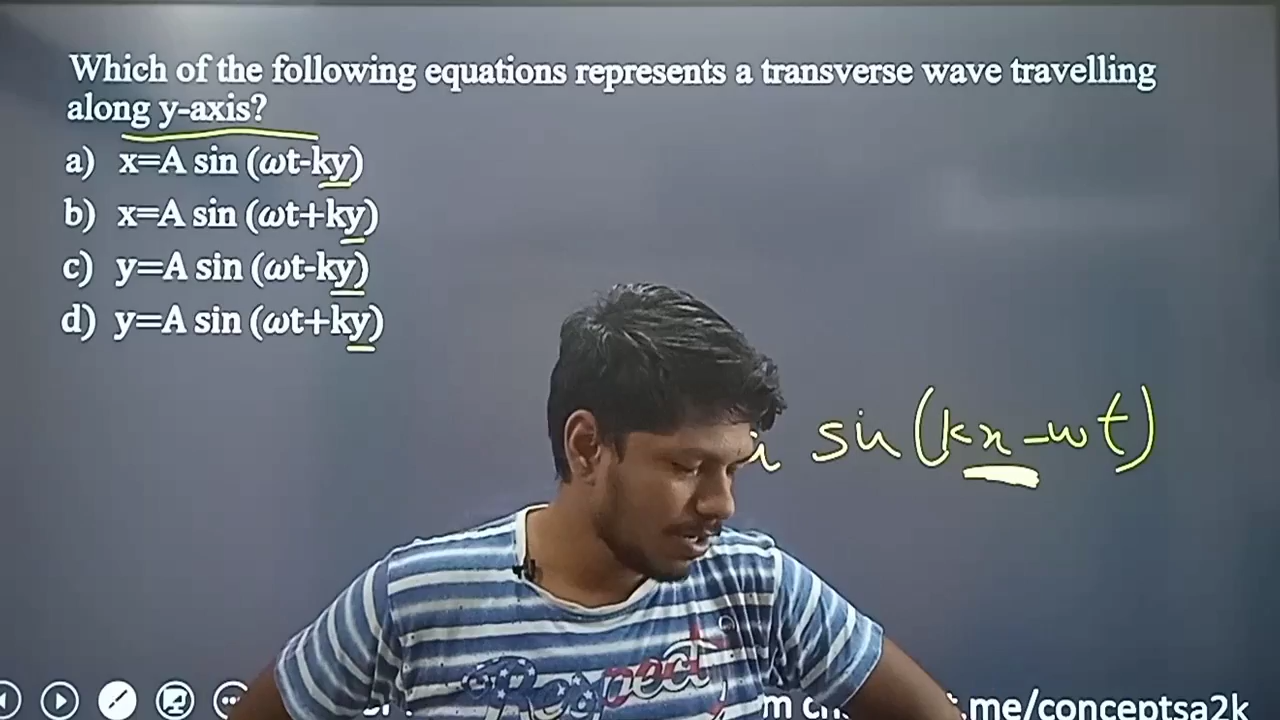 Which of the following equations represents a transverse wave travelling
along y-axis?
a) x=A sin (ωt-ky)
b) x=A sin (ωt+ky)
c) y=A sin (ωt-ky)
d) y=A sin (ωt+ky)
sin (kx-ωt)
Respect
.me/conceptsa2k